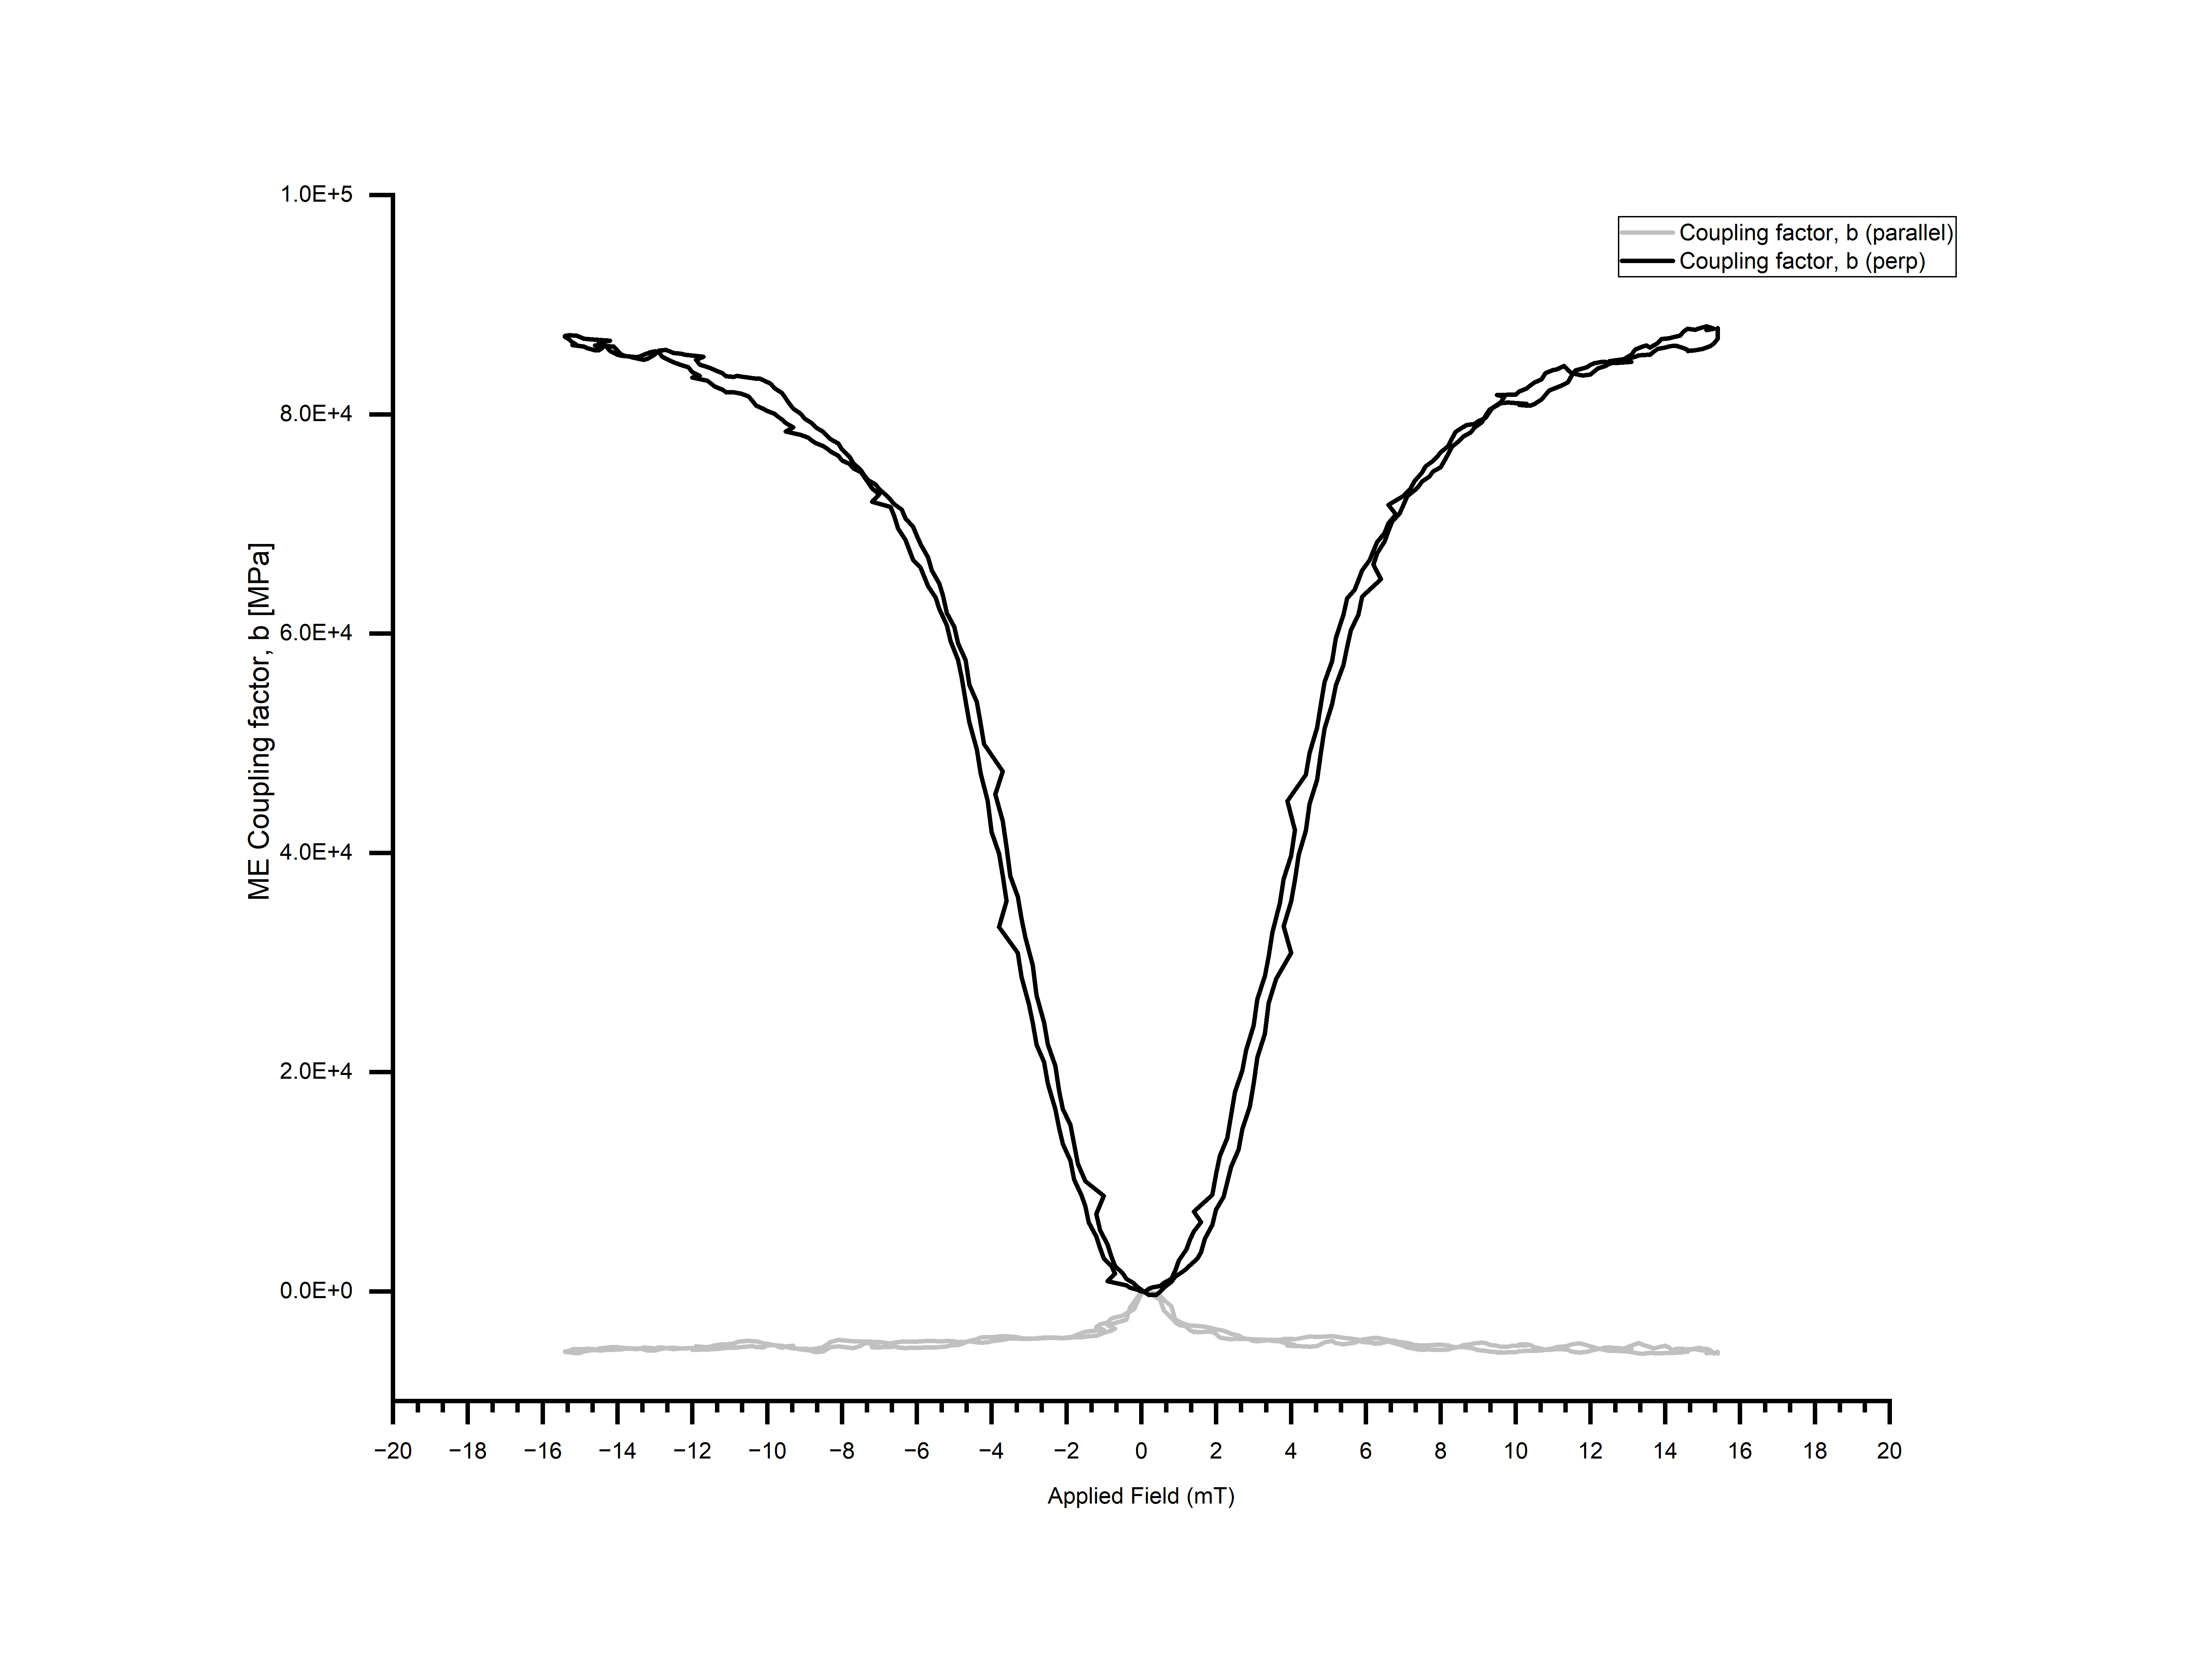 1.0E+5
Coupling factor, b (parallel)
Coupling factor, b (perp)
8.0E+4
ME Coupling factor, b [MPa]
6.0E+4
4.0E+4
2.0E+4
0.0E+0
−20 −18 −16 −14 −12 −10 −8 −6 −4 −2 0 2 4 6 8 10 12 14 16 18 20
Applied Field (mT)